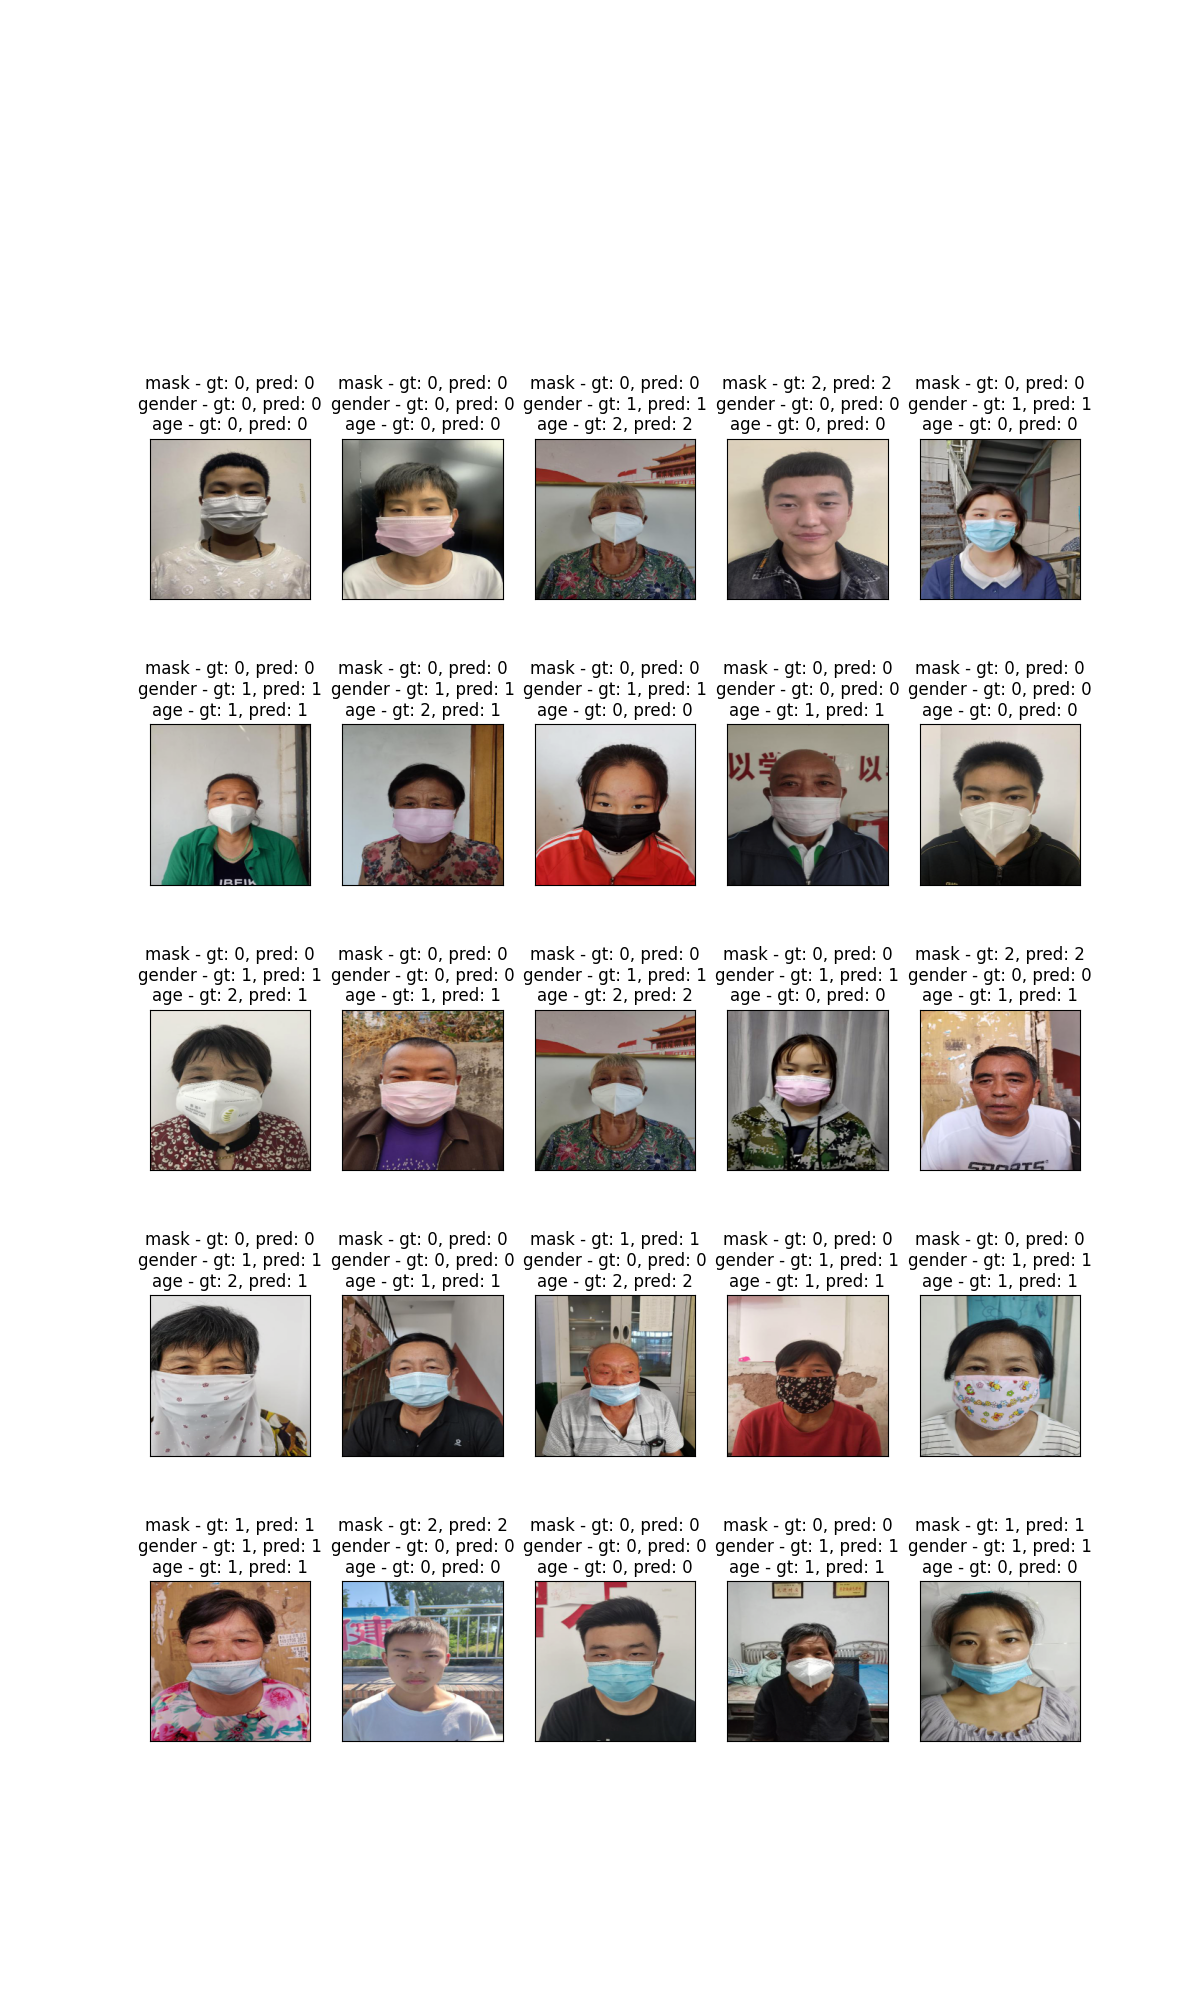 mask - gt: 0, pred: 0
gender - gt: 0, pred: 0
age - gt: 0, pred: 0
mask - gt: 0, pred: 0
gender - gt: 0, pred: 0
age - gt: 0, pred: 0
mask - gt: 0, pred: 0
gender - gt: 1, pred: 1
age - gt: 2, pred: 2
mask - gt: 2, pred: 2
gender - gt: 0, pred: 0
age - gt: 0, pred: 0
mask - gt: 0, pred: 0
gender - gt: 1, pred: 1
age - gt: 0, pred: 0
mask - gt: 0, pred: 0
gender - gt: 1, pred: 1
age - gt: 1, pred: 1
mask - gt: 0, pred: 0
gender - gt: 1, pred: 1
age - gt: 2, pred: 1
mask - gt: 0, pred: 0
gender - gt: 1, pred: 1
age - gt: 0, pred: 0
mask - gt: 0, pred: 0
gender - gt: 0, pred: 0
age - gt: 1, pred: 1
以学 以
mask - gt: 0, pred: 0
gender - gt: 0, pred: 0
age - gt: 0, pred: 0
mask - gt: 0, pred: 0
gender - gt: 1, pred: 1
age - gt: 2, pred: 1
mask - gt: 0, pred: 0
gender - gt: 0, pred: 0
age - gt: 1, pred: 1
mask - gt: 0, pred: 0
gender - gt: 1, pred: 1
age - gt: 2, pred: 2
mask - gt: 0, pred: 0
gender - gt: 1, pred: 1
age - gt: 0, pred: 0
mask - gt: 2, pred: 2
gender - gt: 0, pred: 0
age - gt: 1, pred: 1
SPORTS
mask - gt: 0, pred: 0
gender - gt: 1, pred: 1
age - gt: 2, pred: 1
mask - gt: 0, pred: 0
gender - gt: 0, pred: 0
age - gt: 1, pred: 1
mask - gt: 1, pred: 1
gender - gt: 0, pred: 0
age - gt: 2, pred: 2
mask - gt: 0, pred: 0
gender - gt: 1, pred: 1
age - gt: 1, pred: 1
mask - gt: 0, pred: 0
gender - gt: 1, pred: 1
age - gt: 1, pred: 1
mask - gt: 1, pred: 1
gender - gt: 1, pred: 1
age - gt: 1, pred: 1
mask - gt: 2, pred: 2
gender - gt: 0, pred: 0
age - gt: 0, pred: 0
mask - gt: 0, pred: 0
gender - gt: 0, pred: 0
age - gt: 0, pred: 0
mask - gt: 0, pred: 0
gender - gt: 1, pred: 1
age - gt: 1, pred: 1
mask - gt: 1, pred: 1
gender - gt: 1, pred: 1
age - gt: 0, pred: 0